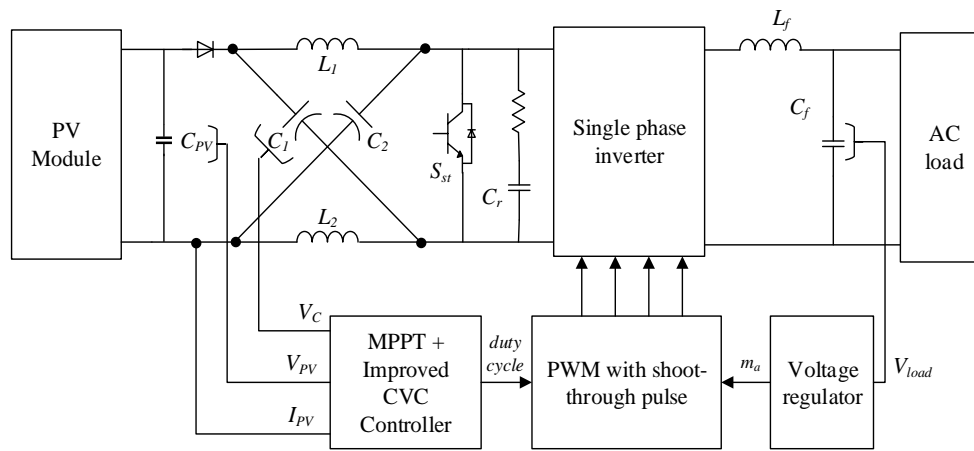 PV
Module
C_PV
L_1
C_1
C_2
L_2
S_st
C_r
Single phase
inverter
L_f
C_f
AC
load
V_C
V_PV
I_PV
MPPT +
Improved
CVC
Controller
duty
cycle
PWM with shoot-
through pulse
m_a
Voltage
regulator
V_load